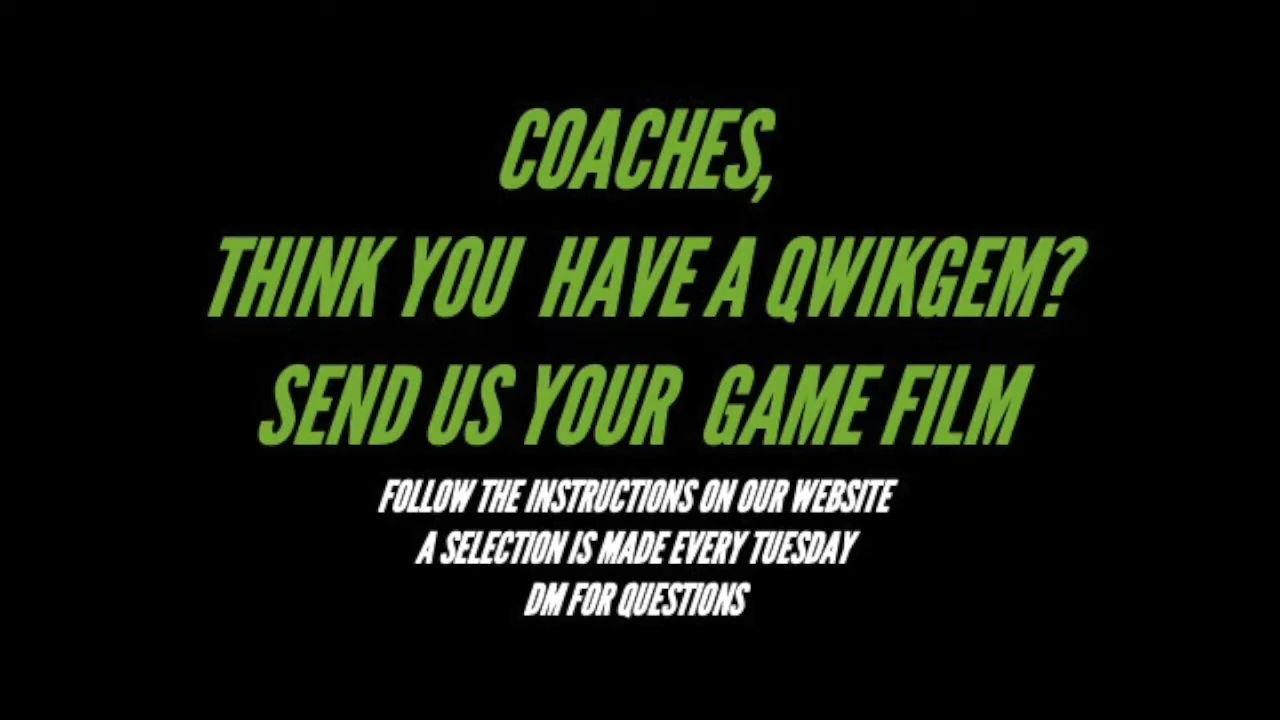 COACHES,
THINK YOU HAVE A QWIKGEM?
SEND US YOUR GAME FILM
FOLLOW THE INSTRUCTIONS ON OUR WEBSITE
A SELECTION IS MADE EVERY TUESDAY
DM FOR QUESTIONS